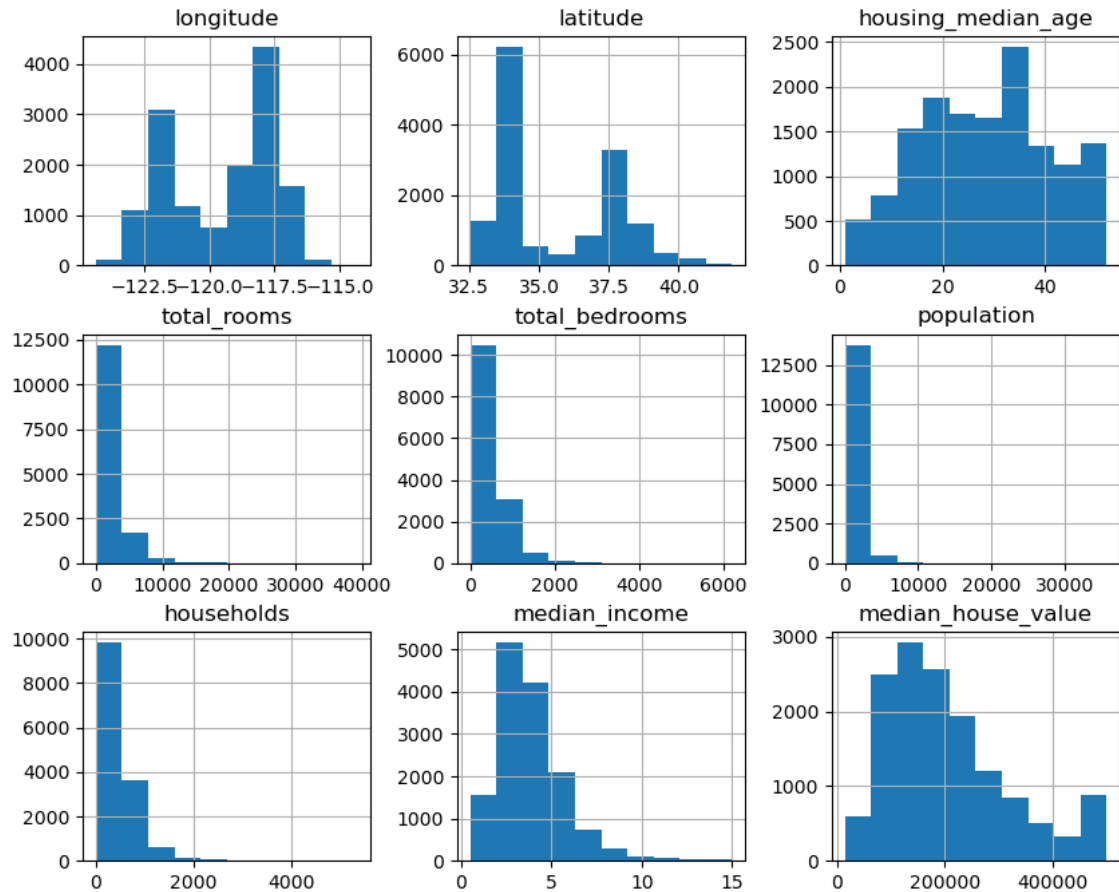 longitude
4000
3000
2000
1000
0
−122.5 −120.0 −117.5 −115.0
latitude
6000
4000
2000
0
32.5 35.0 37.5 40.0
housing_median_age
2500
2000
1500
1000
500
0
0 20 40
total_rooms
12500
10000
7500
5000
2500
0
0 10000 20000 30000 40000
total_bedrooms
10000
8000
6000
4000
2000
0
0 2000 4000 6000
population
12500
10000
7500
5000
2500
0
0 10000 20000 30000
households
10000
8000
6000
4000
2000
0
0 2000 4000
median_income
5000
4000
3000
2000
1000
0
0 5 10 15
median_house_value
3000
2000
1000
0
200000 400000